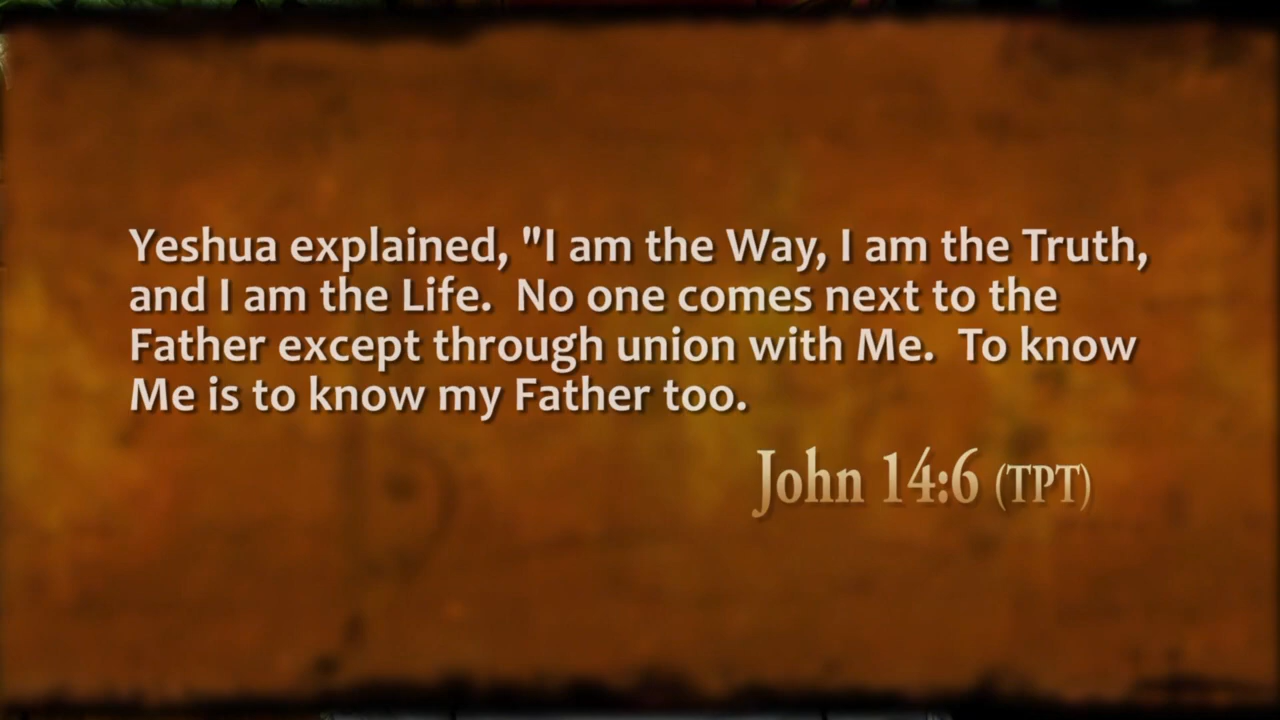 Yeshua explained, "I am the Way, I am the Truth,
and I am the Life.  No one comes next to the
Father except through union with Me.  To know
Me is to know my Father too.
John 14:6 (TPT)